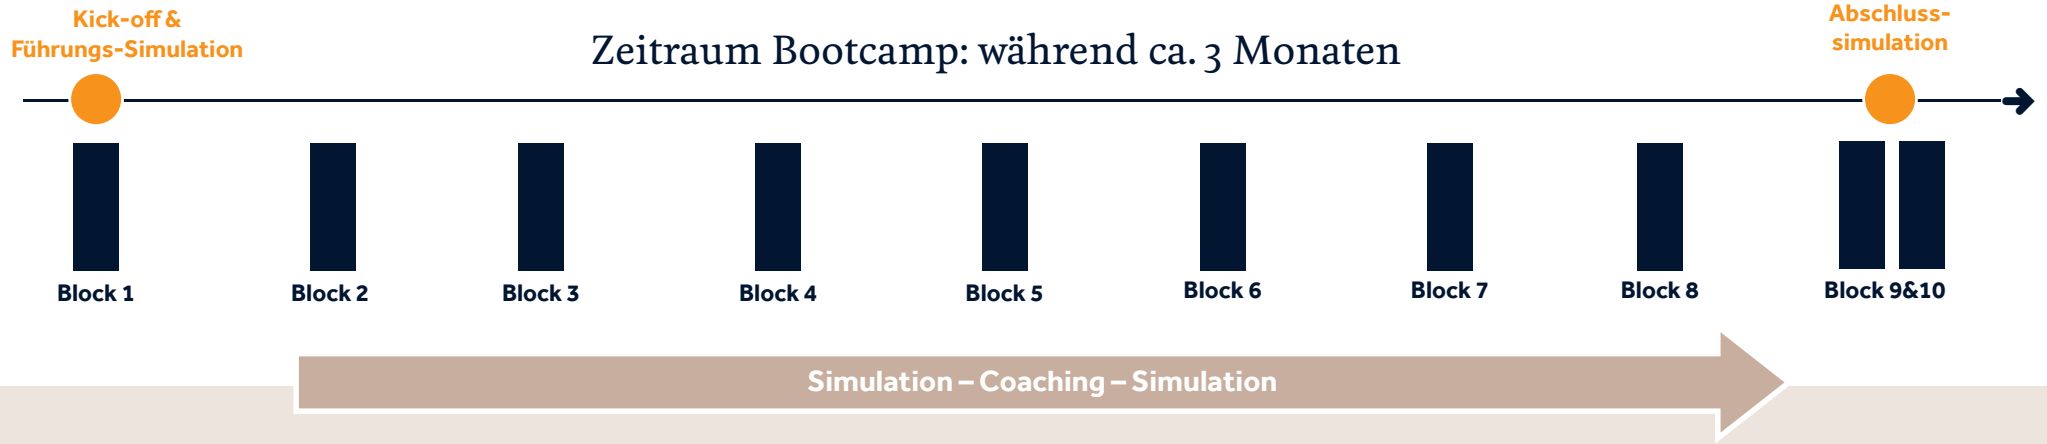 Kick-off &
Führungs-Simulation
Zeitraum Bootcamp: während ca. 3 Monaten
Abschluss-
simulation
Block 1
Block 2
Block 3
Block 4
Block 5
Block 6
Block 7
Block 8
Block 9&10
Simulation – Coaching – Simulation